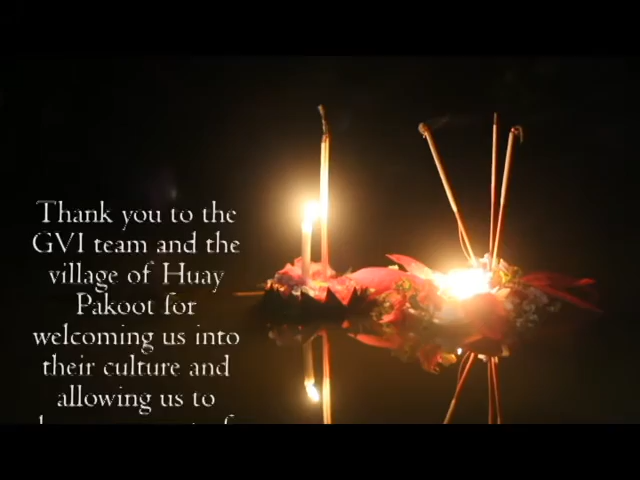 Thank you to the
GVI team and the
village of Huay
Pakoot for
welcoming us into
their culture and
allowing us to